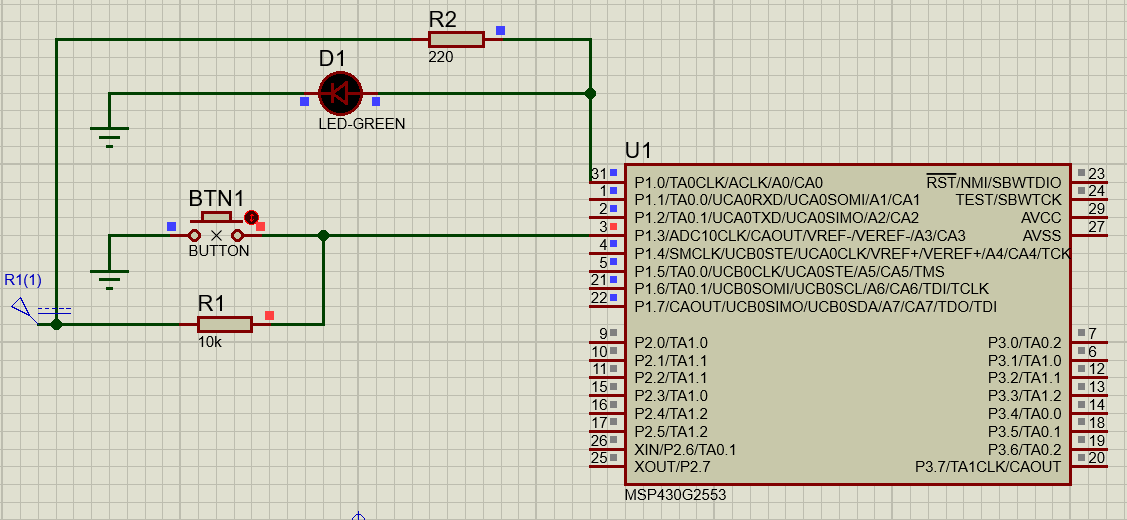 R2
220
D1
LED-GREEN
BTN1
BUTTON
R1(1)
R1
10k
U1
31 P1.0/TA0CLK/ACLK/A0/CA0
1 P1.1/TA0.0/UCA0RXD/UCA0SOMI/A1/CA1
2 P1.2/TA0.1/UCA0TXD/UCA0SIMO/A2/CA2
3 P1.3/ADC10CLK/CAOUT/VREF-/VEREF-/A3/CA3
4 P1.4/SMCLK/UCB0STE/UCA0CLK/VREF+/VEREF+/A4/CA4/TCK
5 P1.5/TA0.0/UCB0CLK/UCA0STE/A5/CA5/TMS
21 P1.6/TA0.1/UCB0SOMI/UCB0SCL/A6/CA6/TDI/TCLK
22 P1.7/CAOUT/UCB0SIMO/UCB0SDA/A7/CA7/TDO/TDI
RST/NMI/SBWTDIO 23
TEST/SBWTCK 24
AVCC 29
AVSS 27
9 P2.0/TA1.0
10 P2.1/TA1.1
11 P2.2/TA1.1
15 P2.3/TA1.0
16 P2.4/TA1.2
17 P2.5/TA1.2
26 XIN/P2.6/TA0.1
25 XOUT/P2.7
P3.0/TA0.2 7
P3.1/TA1.0 6
P3.2/TA1.1 12
P3.3/TA1.2 13
P3.4/TA0.0 14
P3.5/TA0.1 18
P3.6/TA0.2 19
P3.7/TA1CLK/CAOUT 20
MSP430G2553